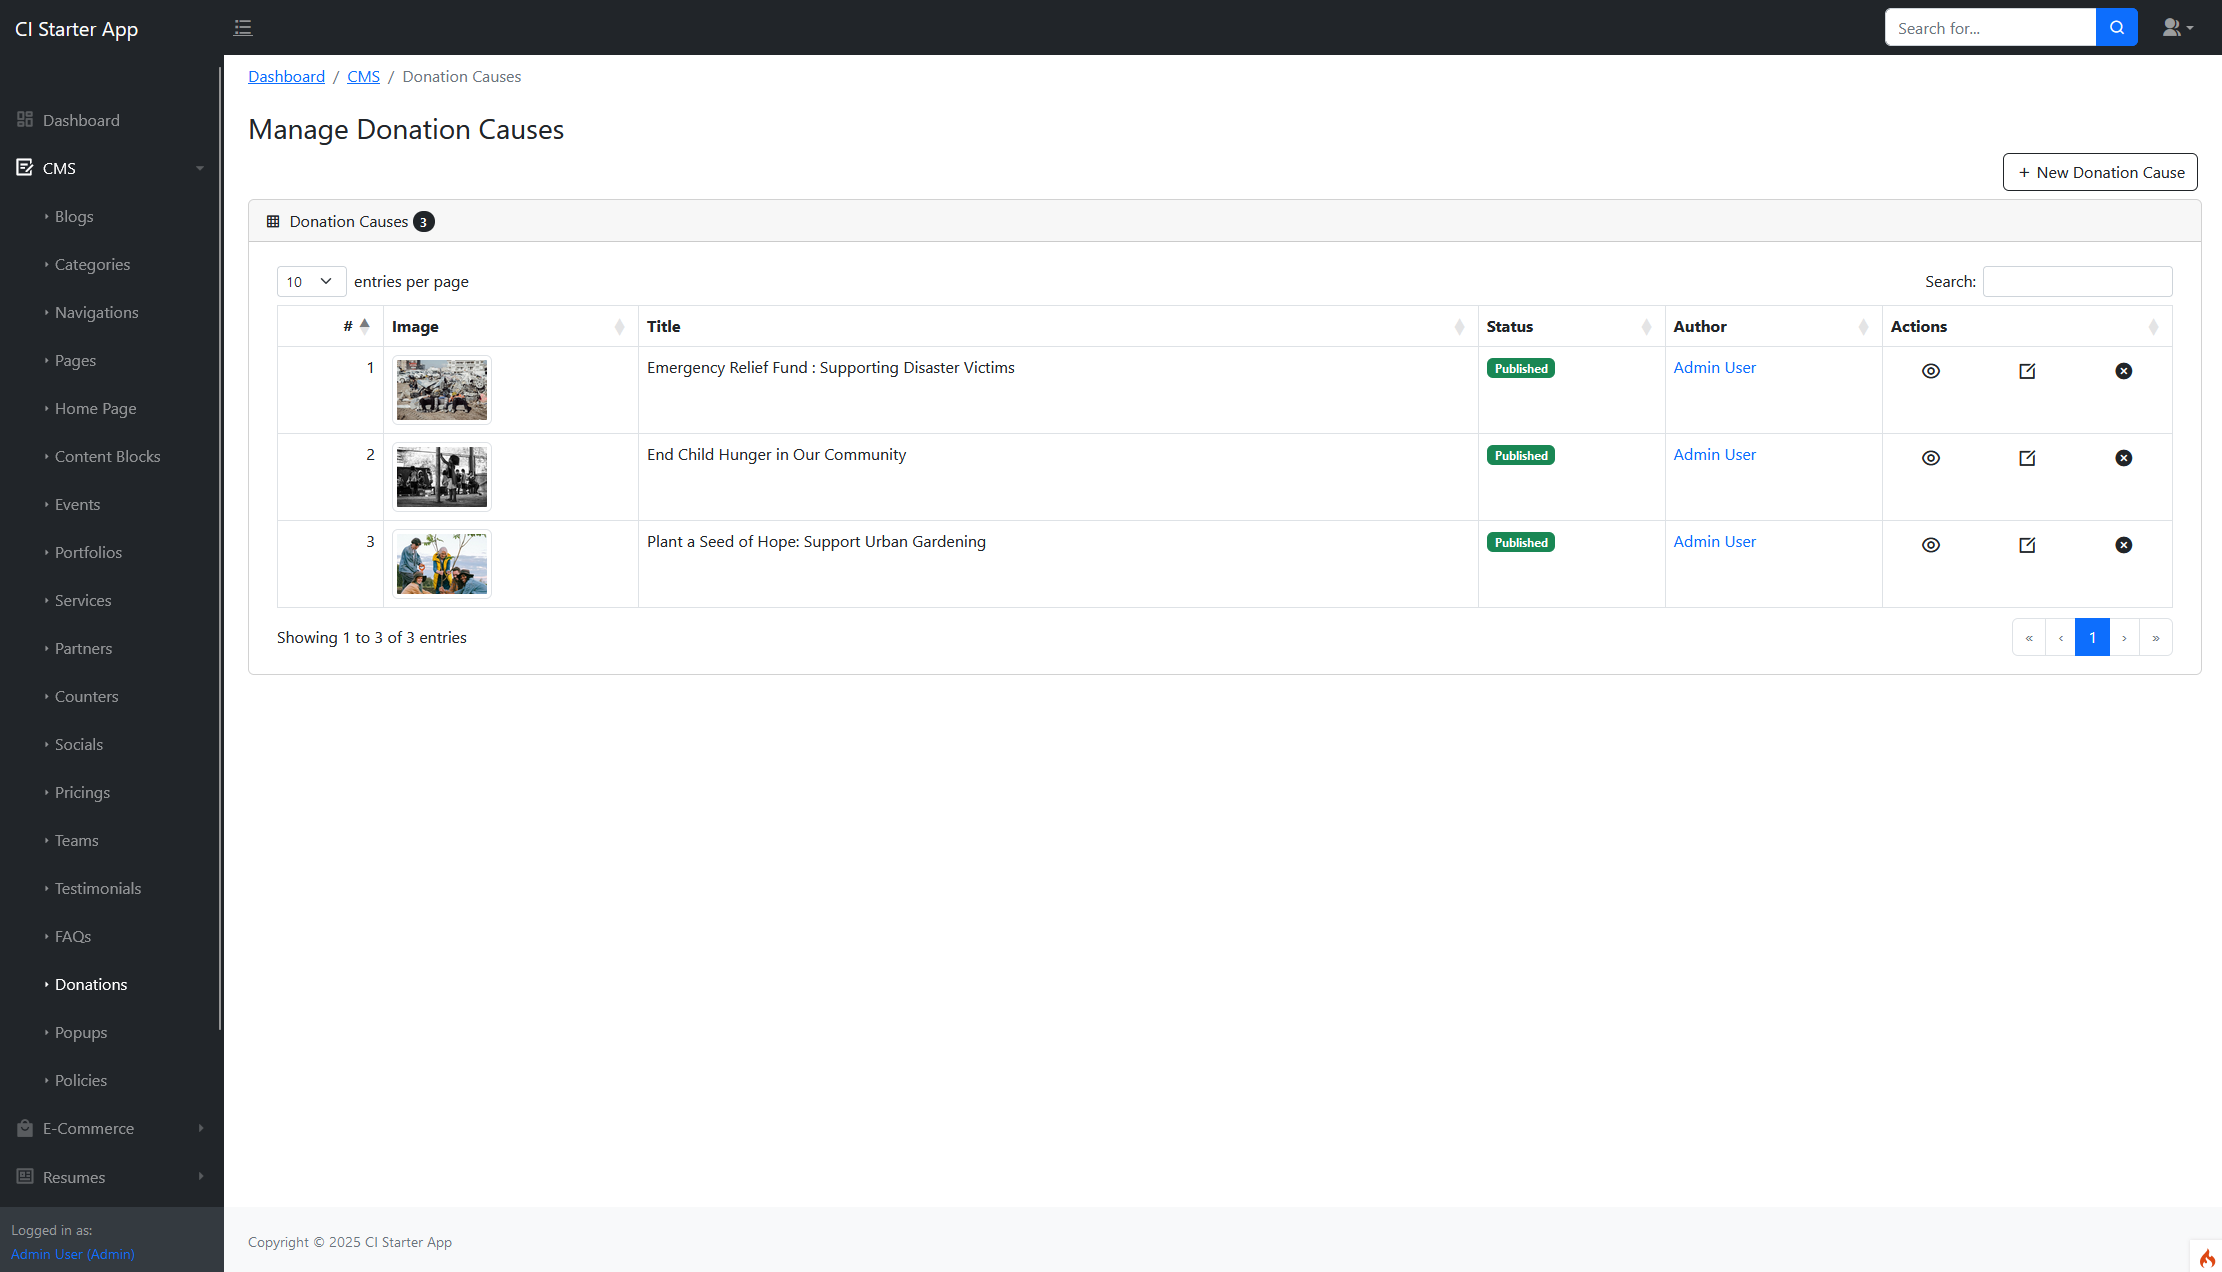 CI Starter App
Search for...
Dashboard / CMS / Donation Causes
Manage Donation Causes
+ New Donation Cause
Donation Causes 3
10 entries per page
Search:
# Image Title Status Author Actions
1 Emergency Relief Fund : Supporting Disaster Victims Published Admin User
2 End Child Hunger in Our Community Published Admin User
3 Plant a Seed of Hope: Support Urban Gardening Published Admin User
Showing 1 to 3 of 3 entries
« ‹ 1 › »
Dashboard
CMS
Blogs
Categories
Navigations
Pages
Home Page
Content Blocks
Events
Portfolios
Services
Partners
Counters
Socials
Pricings
Teams
Testimonials
FAQs
Donations
Popups
Policies
E-Commerce
Resumes
Logged in as:
Admin User (Admin)
Copyright © 2025 CI Starter App